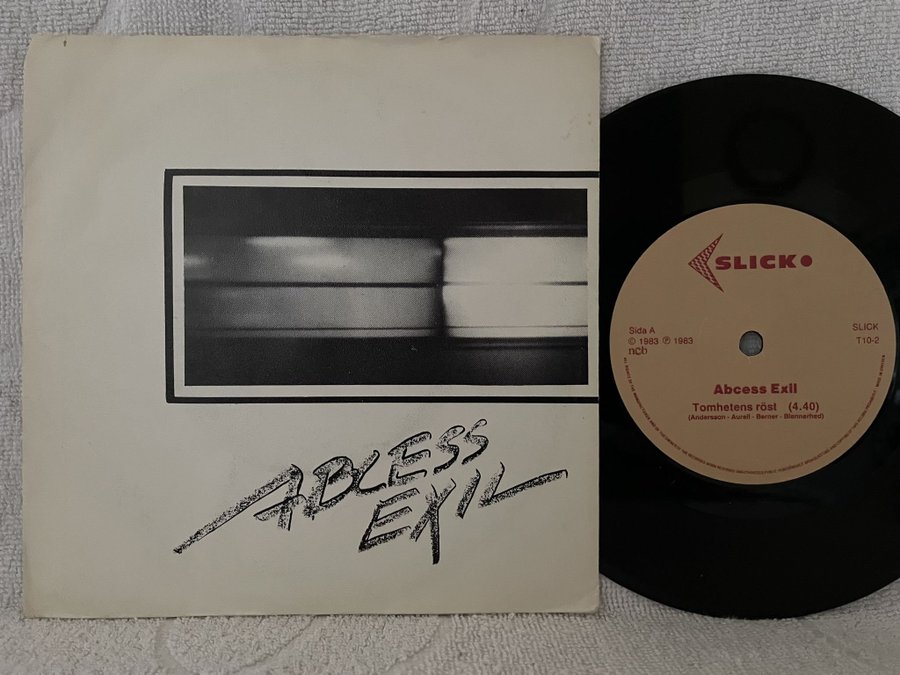 ABCESS
EXIL
SLICK
Sida A
© 1983 ℗ 1983
ncb
SLICK
T10-2
Abcess Exil
Tomhetens röst (4.40)
(Andersson - Aurell - Berner - Blennerhed)